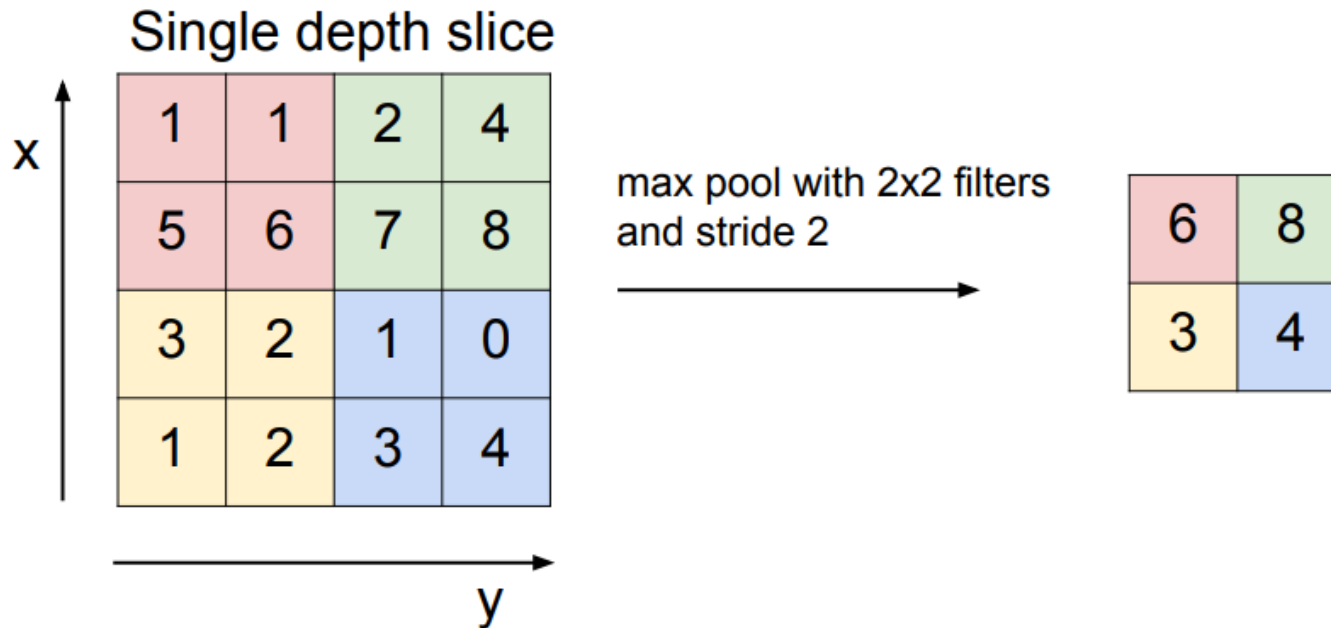 Single depth slice
x
1 1 2 4
5 6 7 8
3 2 1 0
1 2 3 4
y
max pool with 2x2 filters
and stride 2
6 8
3 4